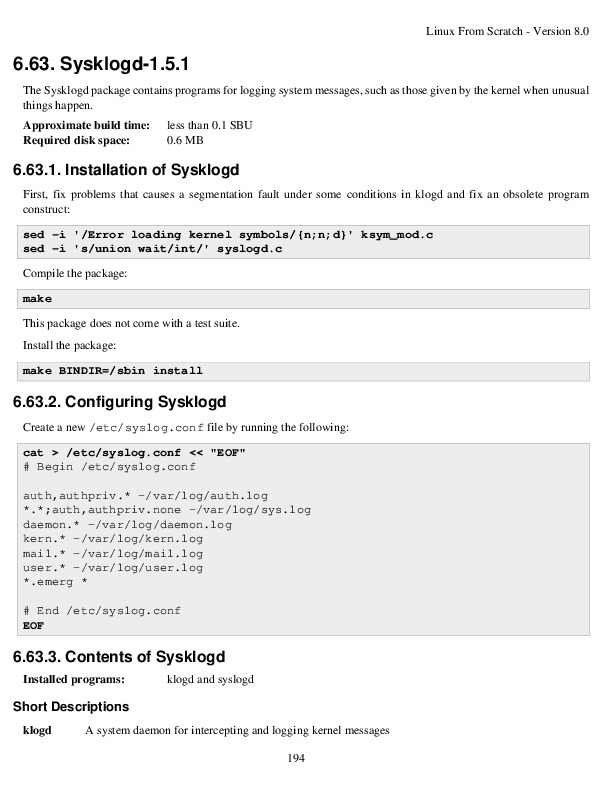 Linux From Scratch - Version 8.0
6.63. Sysklogd-1.5.1
The Sysklogd package contains programs for logging system messages, such as those given by the kernel when unusual
things happen.
Approximate build time: less than 0.1 SBU
Required disk space: 0.6 MB
6.63.1. Installation of Sysklogd
First, fix problems that causes a segmentation fault under some conditions in klogd and fix an obsolete program
construct:
sed -i '/Error loading kernel symbols/{n;n;d}' ksym_mod.c
sed -i 's/union wait/int/' syslogd.c
Compile the package:
make
This package does not come with a test suite.
Install the package:
make BINDIR=/sbin install
6.63.2. Configuring Sysklogd
Create a new /etc/syslog.conf file by running the following:
cat > /etc/syslog.conf << "EOF"
# Begin /etc/syslog.conf
auth,authpriv.* -/var/log/auth.log
*.*;auth,authpriv.none -/var/log/sys.log
daemon.* -/var/log/daemon.log
kern.* -/var/log/kern.log
mail.* -/var/log/mail.log
user.* -/var/log/user.log
*.emerg *
# End /etc/syslog.conf
EOF
6.63.3. Contents of Sysklogd
Installed programs: klogd and syslogd
Short Descriptions
klogd A system daemon for intercepting and logging kernel messages
194